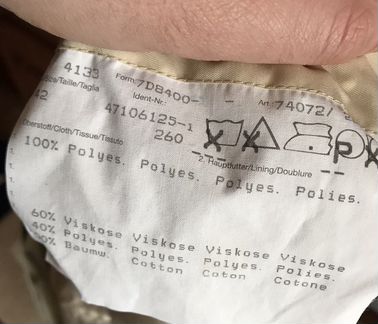 4133 Form: 7D8400- - Art. 74072/
ze/Taille/Taglia Ident-Nr.:
42 47106125-1
260
Oberstoff/Cloth/Tissue/Tissuto 2. Hauptfutter/Lining/Doublure
100% Polyes. Polyes. Polyes. Polies.
P
60% Viskose Viskose Viskose Viskose
40% Polyes. Polyes. Polyes. Polies.
Baumw. Cotton Coton Cotone